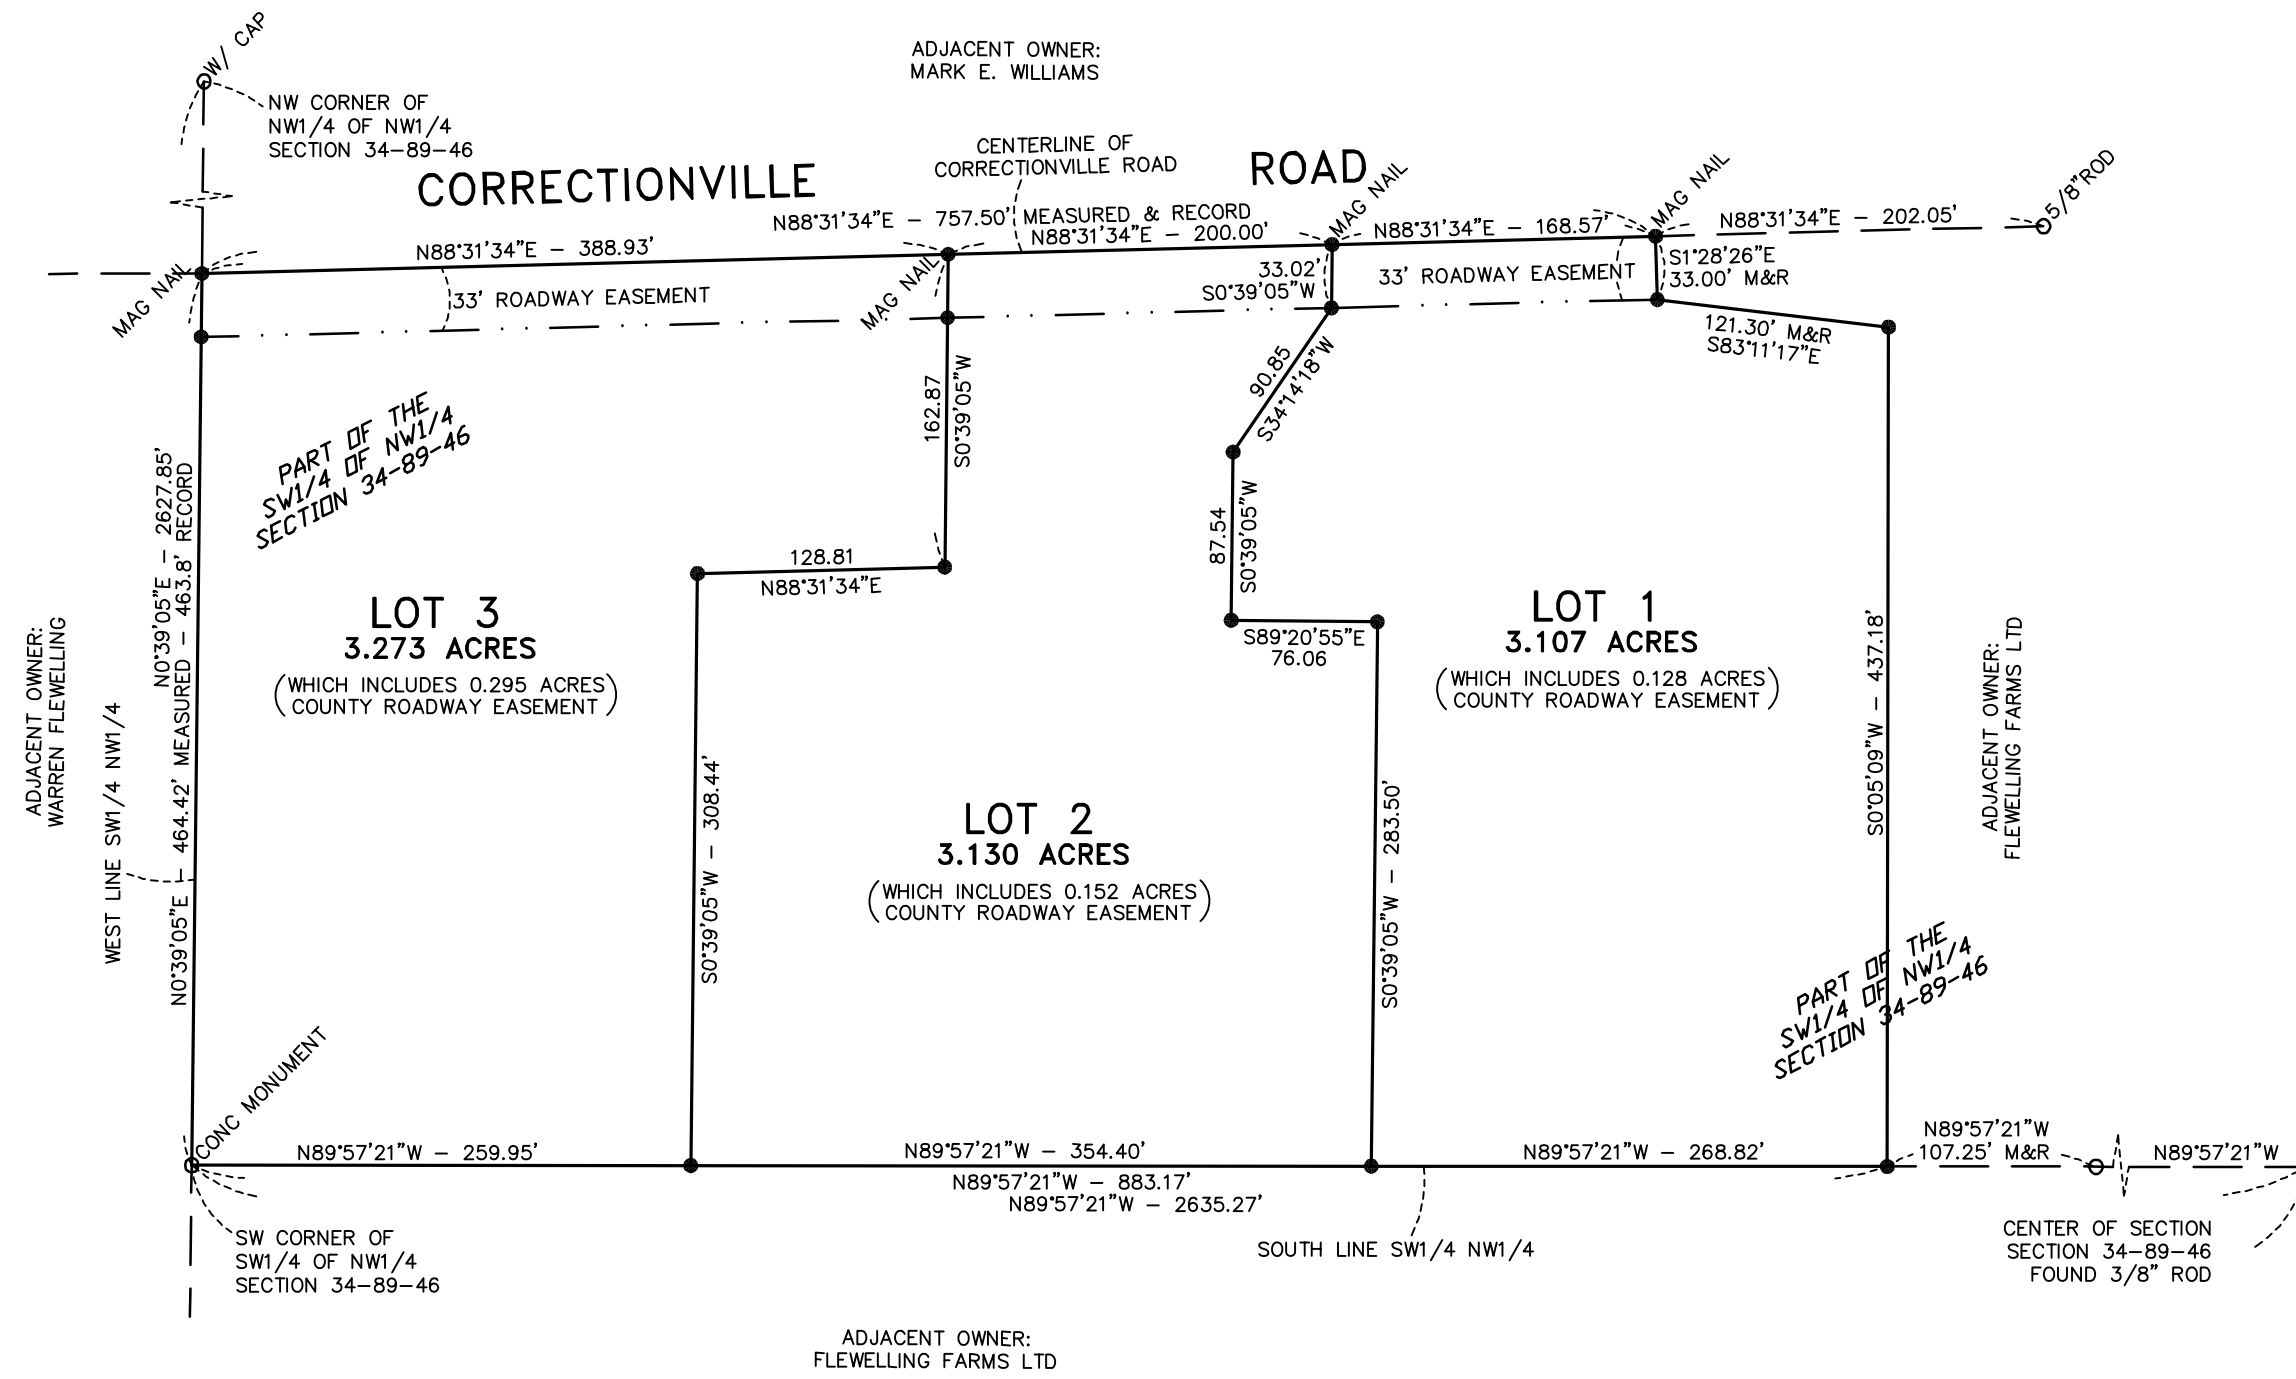 W/ CAP
NW CORNER OF
NW1/4 OF NW1/4
SECTION 34-89-46
ADJACENT OWNER:
MARK E. WILLIAMS
CENTERLINE OF
CORRECTIONVILLE ROAD
CORRECTIONVILLE ROAD
MAG NAIL
MAG NAIL
5/8"ROD
N88°31'34"E - 757.50' MEASURED & RECORD
N88°31'34"E - 388.93'
N88°31'34"E - 200.00'
N88°31'34"E - 168.57'
N88°31'34"E - 202.05'
MAG NAIL
33' ROADWAY EASEMENT
MAG NAIL
33.02'
S0°39'05"W
33' ROADWAY EASEMENT
S1°28'26"E
33.00' M&R
121.30' M&R
S83°11'17"E
162.87
S0°39'05"W
90.85
S34°14'18"W
PART OF THE
SW1/4 OF NW1/4
SECTION 34-89-46
N0°39'05"E - 2627.85'
N0°39'05"E - 464.42' MEASURED - 463.8' RECORD
87.54
S0°39'05"W
128.81
N88°31'34"E
S89°20'55"E
76.06
LOT 3
3.273 ACRES
(WHICH INCLUDES 0.295 ACRES)
(COUNTY ROADWAY EASEMENT)
LOT 1
3.107 ACRES
(WHICH INCLUDES 0.128 ACRES)
(COUNTY ROADWAY EASEMENT)
ADJACENT OWNER:
WARREN FLEWELLING
WEST LINE SW1/4 NW1/4
S0°39'05"W - 308.44'
LOT 2
3.130 ACRES
(WHICH INCLUDES 0.152 ACRES)
(COUNTY ROADWAY EASEMENT)
S0°39'05"W - 283.50'
S0°05'09"W - 437.18'
ADJACENT OWNER:
FLEWELLING FARMS LTD
PART OF THE
SW1/4 OF NW1/4
SECTION 34-89-46
CONC MONUMENT
N89°57'21"W - 259.95'
N89°57'21"W - 354.40'
N89°57'21"W - 268.82'
N89°57'21"W
107.25' M&R
N89°57'21"W
N89°57'21"W - 883.17'
N89°57'21"W - 2635.27'
SW CORNER OF
SW1/4 OF NW1/4
SECTION 34-89-46
SOUTH LINE SW1/4 NW1/4
CENTER OF SECTION
SECTION 34-89-46
FOUND 3/8" ROD
ADJACENT OWNER:
FLEWELLING FARMS LTD